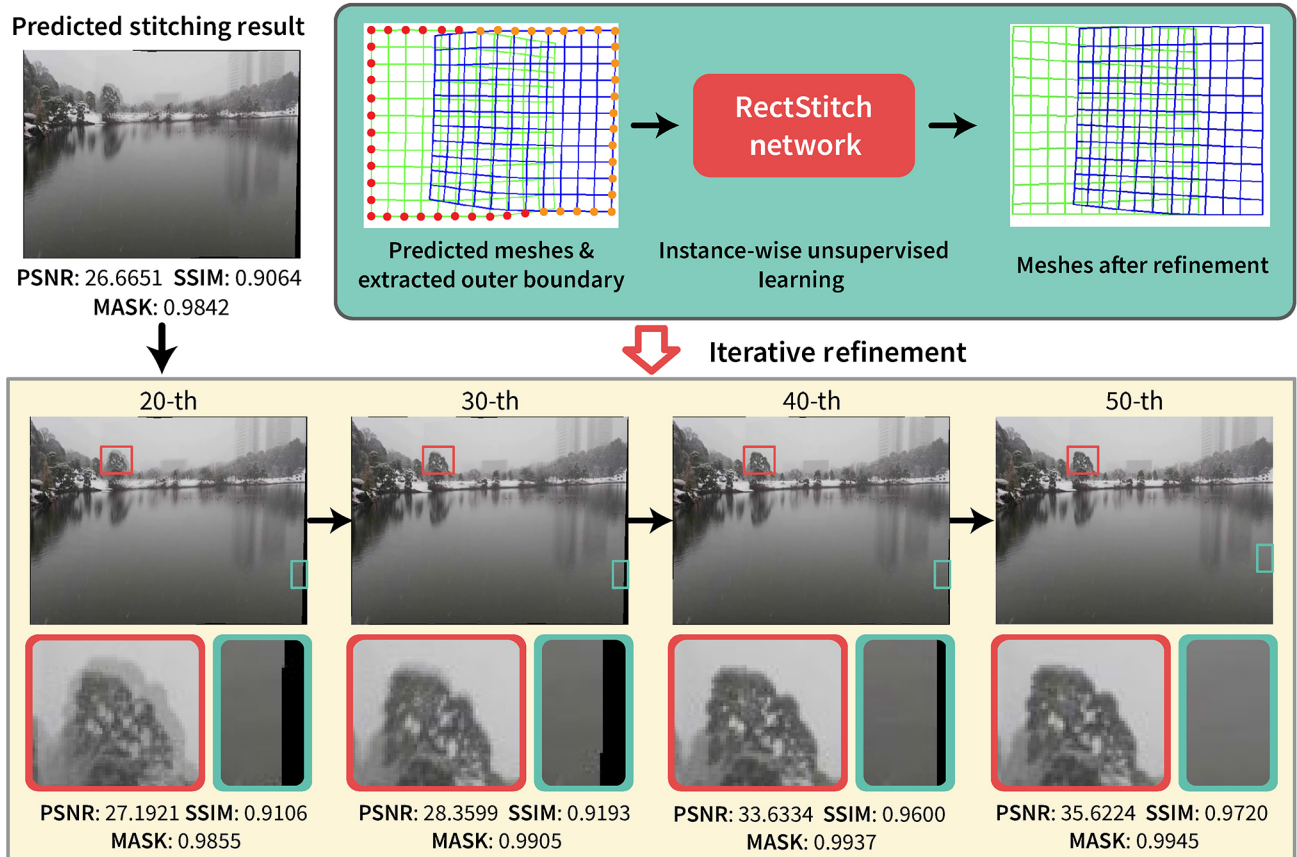 Predicted stitching result
PSNR: 26.6651 SSIM: 0.9064
MASK: 0.9842
RectStitch
network
Predicted meshes &
extracted outer boundary
Instance-wise unsupervised
learning
Meshes after refinement
Iterative refinement
20-th
30-th
40-th
50-th
PSNR: 27.1921 SSIM: 0.9106
MASK: 0.9855
PSNR: 28.3599 SSIM: 0.9193
MASK: 0.9905
PSNR: 33.6334 SSIM: 0.9600
MASK: 0.9937
PSNR: 35.6224 SSIM: 0.9720
MASK: 0.9945